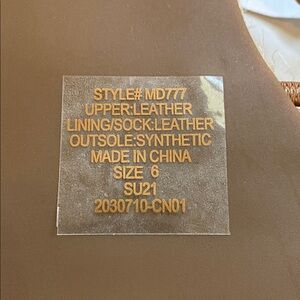 STYLE# MD777
UPPER:LEATHER
LINING/SOCK:LEATHER
OUTSOLE:SYNTHETIC
MADE IN CHINA
SIZE 6
SU21
2030710-CN01